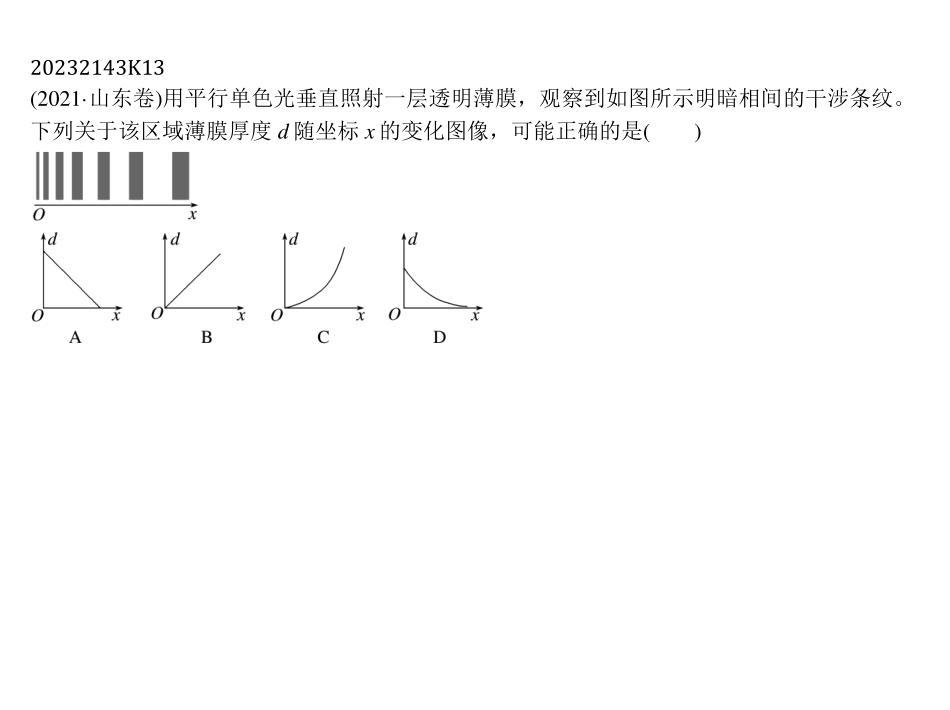 20232143K13
(2021·山东卷)用平行单色光垂直照射一层透明薄膜，观察到如图所示明暗相间的干涉条纹。
下列关于该区域薄膜厚度 d 随坐标 x 的变化图像，可能正确的是(　　)
O x
d d d d
O x O x O x O x
A B C D